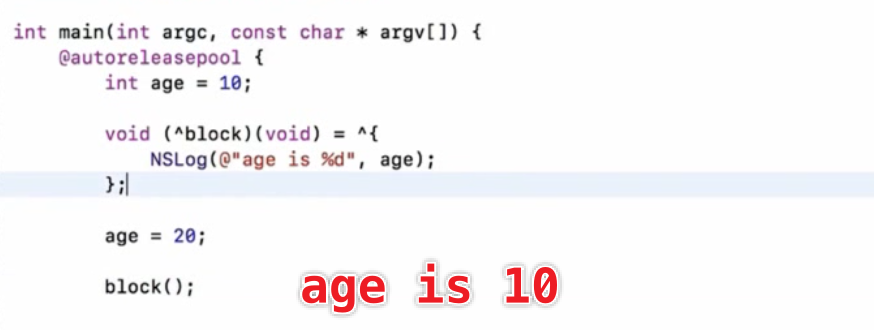 int main(int argc, const char * argv[]) {
@autoreleasepool {
int age = 10;
void (^block)(void) = ^{
NSLog(@"age is %d", age);
};
age = 20;
block();
age is 10